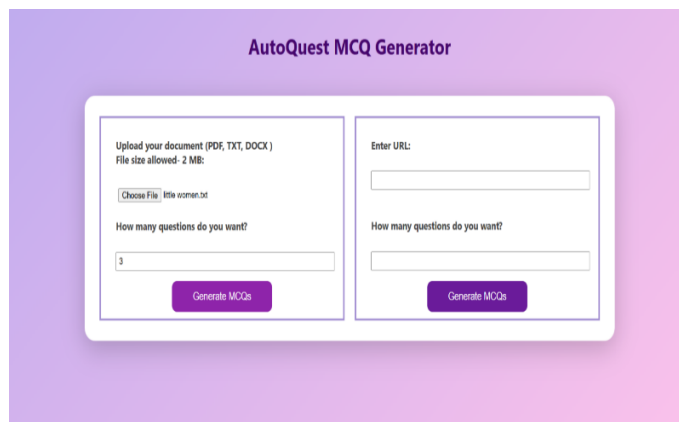 AutoQuest MCQ Generator
Upload your document (PDF, TXT, DOCX )
File size allowed- 2 MB:
Choose File little women.txt
How many questions do you want?
3
Generate MCQs
Enter URL:
How many questions do you want?
Generate MCQs